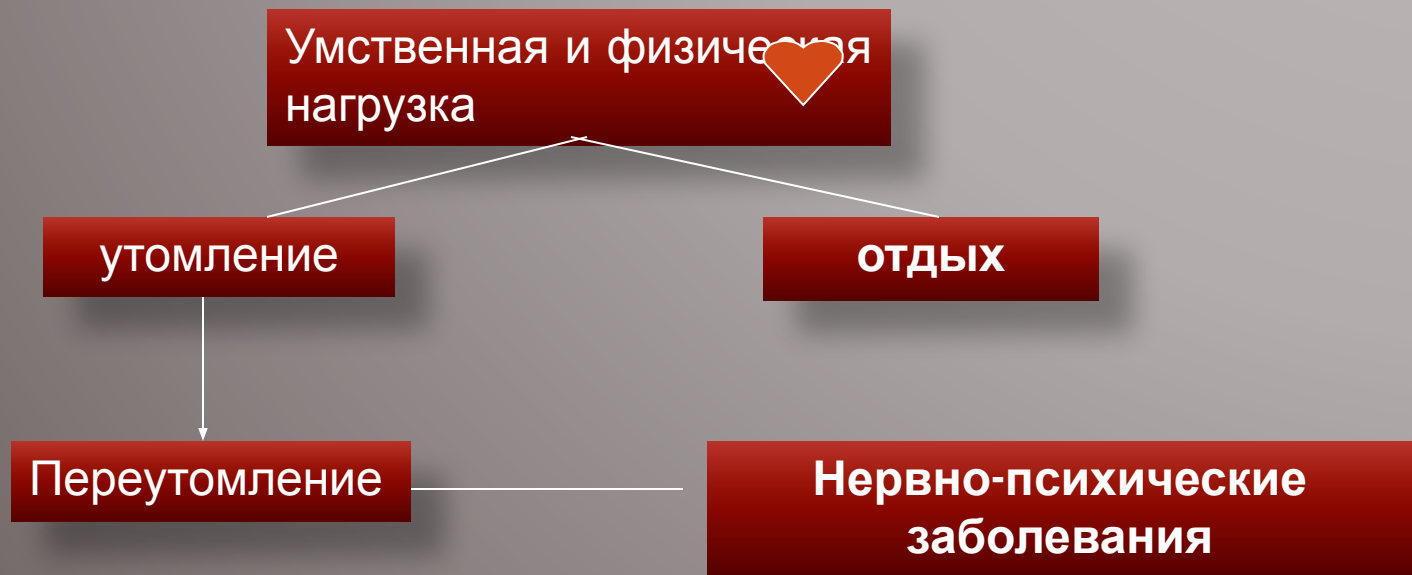 Умственная и физическая
нагрузка
утомление
отдых
Переутомление
Нервно-психические
заболевания